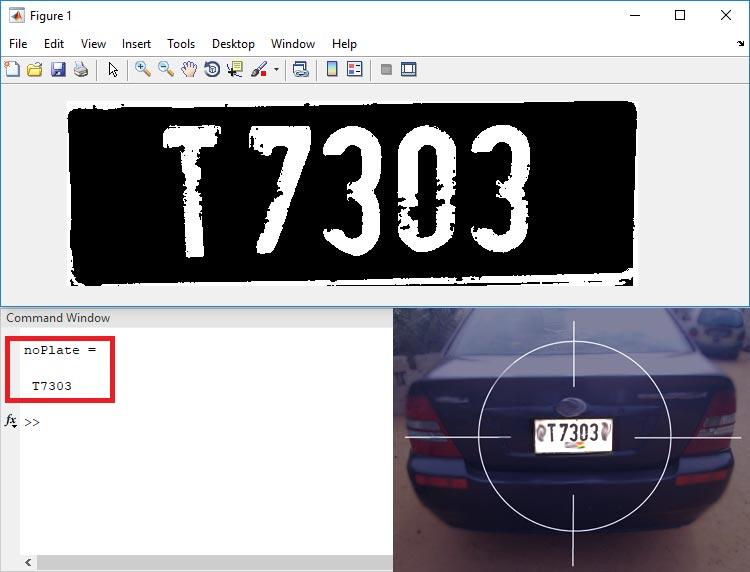 Figure 1
File Edit View Insert Tools Desktop Window Help
T7303
Command Window
noPlate =
T7303
fx >>
T7303